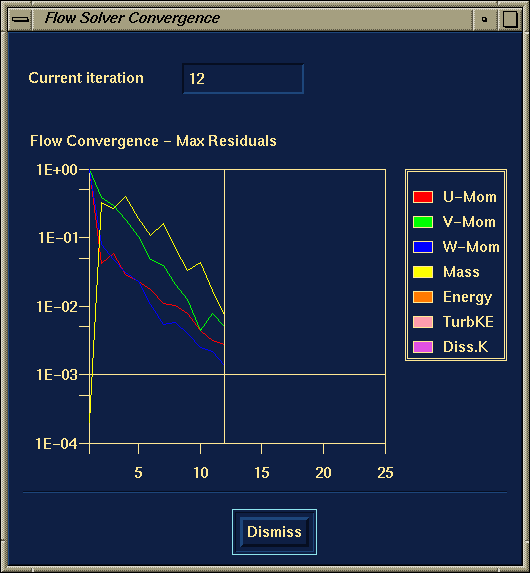 Flow Solver Convergence
Current iteration 12
Flow Convergence - Max Residuals
1E+00
1E-01
1E-02
1E-03
1E-04
5 10 15 20 25
U-Mom
V-Mom
W-Mom
Mass
Energy
TurbKE
Diss.K
Dismiss